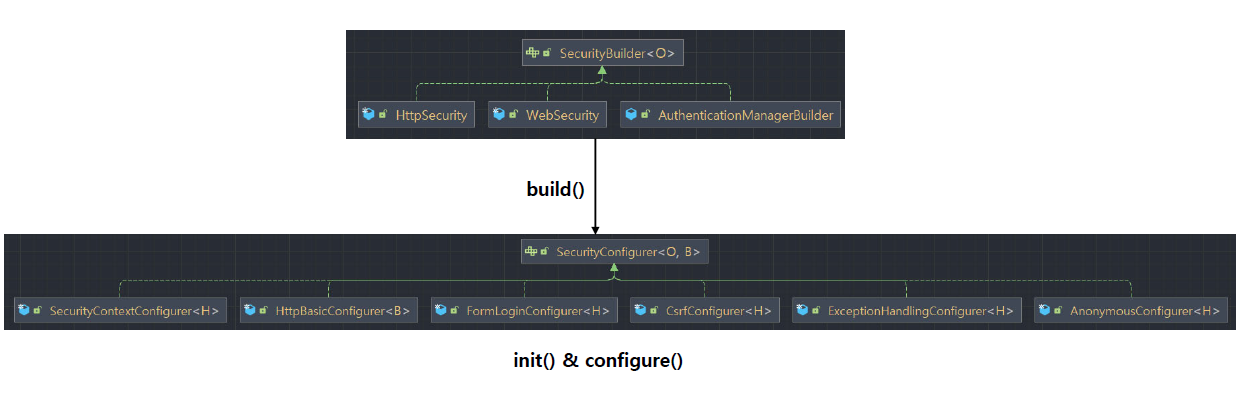 SecurityBuilder<O>
HttpSecurity WebSecurity AuthenticationManagerBuilder
build()
SecurityConfigurer<O, B>
SecurityContextConfigurer<H> HttpBasicConfigurer<B> FormLoginConfigurer<H> CsrfConfigurer<H> ExceptionHandlingConfigurer<H> AnonymousConfigurer<H>
init() & configure()